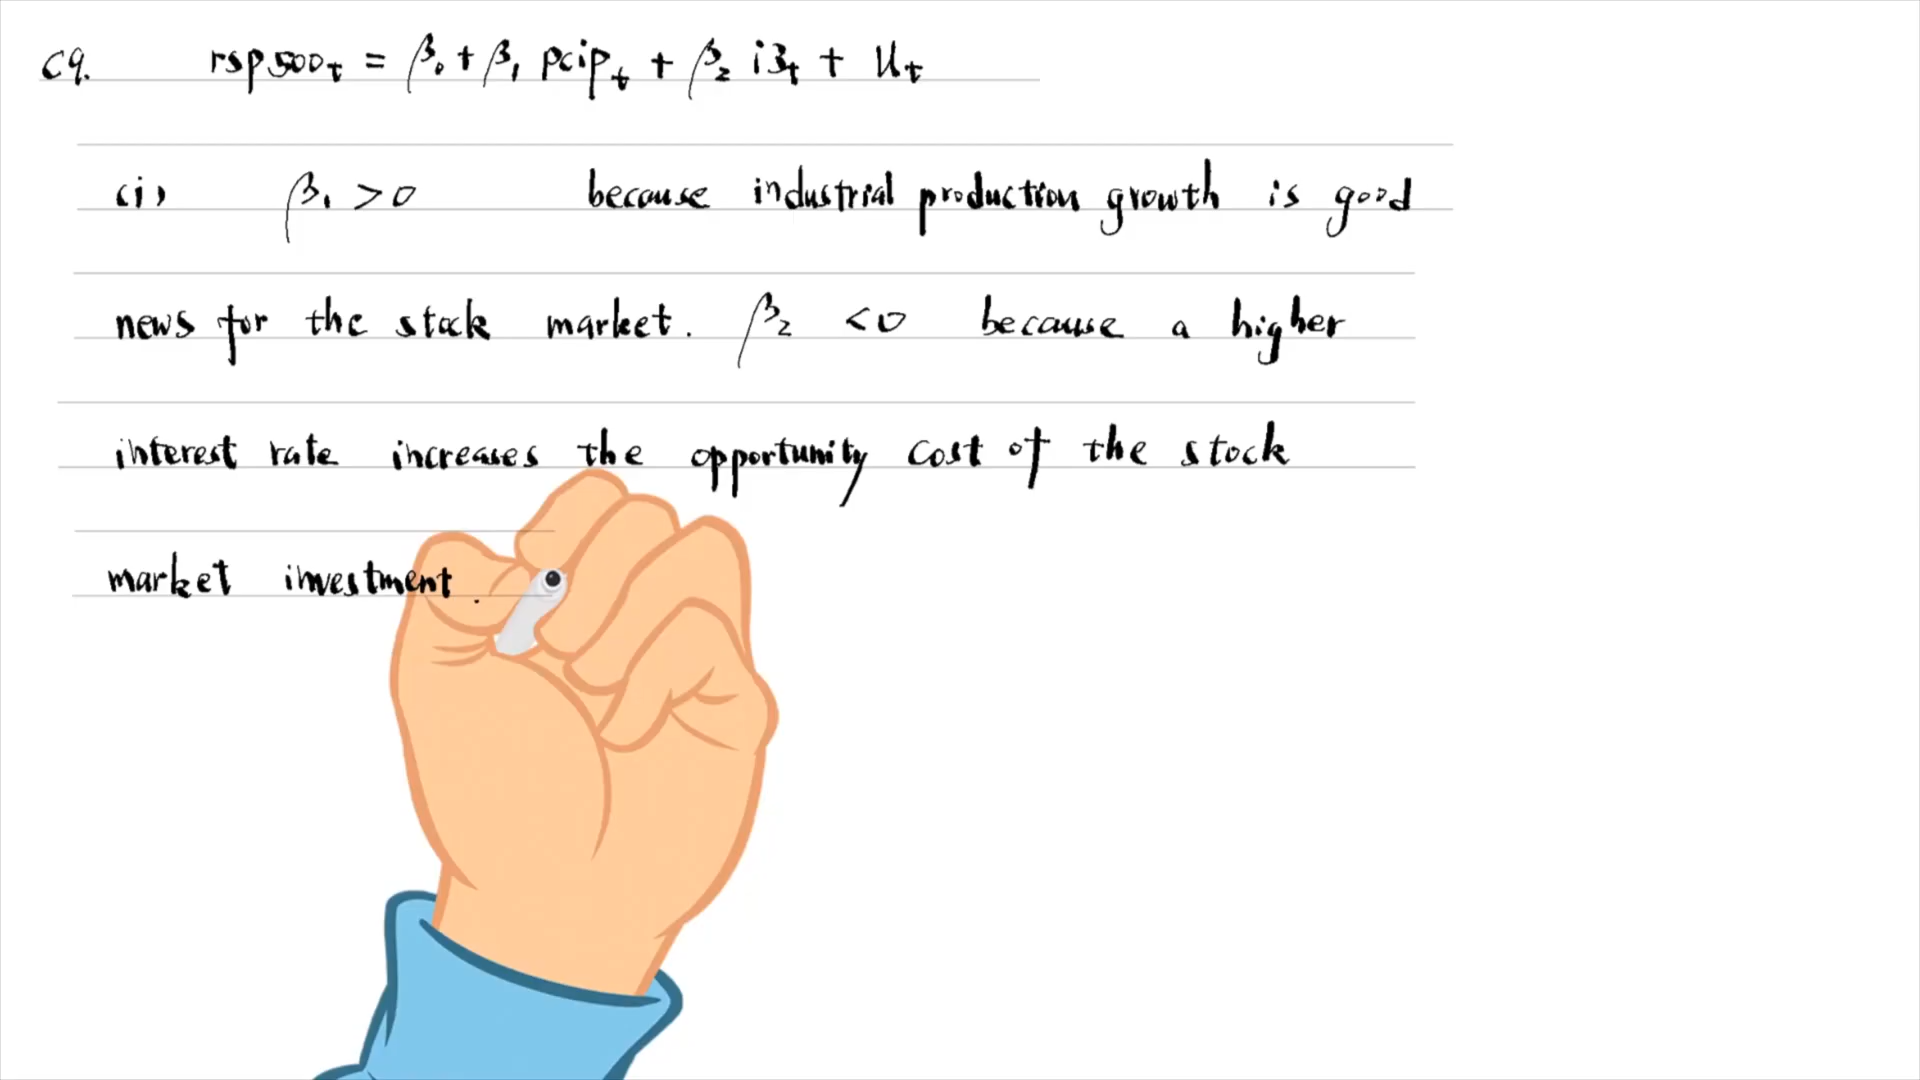 C9. rsp500ₜ = β₀ + β₁ pcipₜ + β₂ i3ₜ + uₜ
(i) β₁ > 0 because industrial production growth is good
news for the stock market. β₂ < 0 because a higher
interest rate increases the opportunity cost of the stock
market investment.